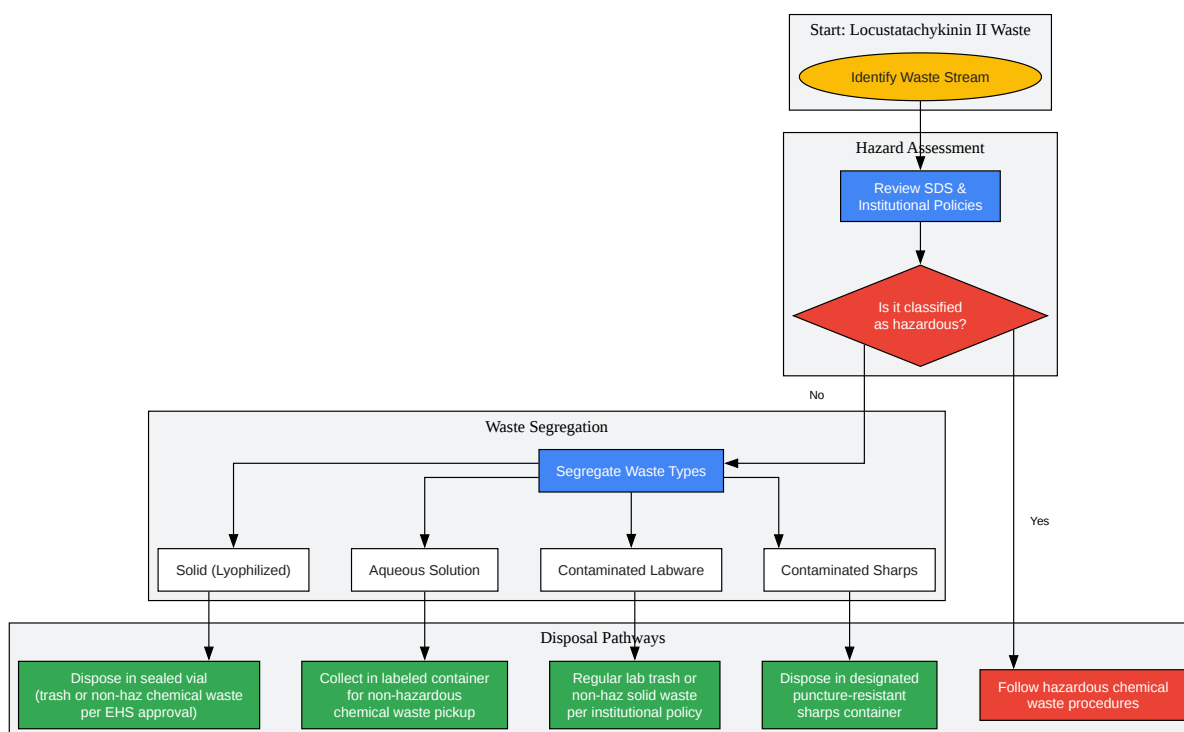 Start: Locustatachykinin II Waste
Identify Waste Stream
Hazard Assessment
Review SDS &
Institutional Policies
Is it classified
as hazardous?
No
Waste Segregation
Segregate Waste Types
Yes
Solid (Lyophilized)
Aqueous Solution
Contaminated Labware
Contaminated Sharps
Disposal Pathways
Dispose in sealed vial
(trash or non-haz chemical waste
per EHS approval)
Collect in labeled container
for non-hazardous
chemical waste pickup
Regular lab trash or
non-haz solid waste
per institutional policy
Dispose in designated
puncture-resistant
sharps container
Follow hazardous chemical
waste procedures